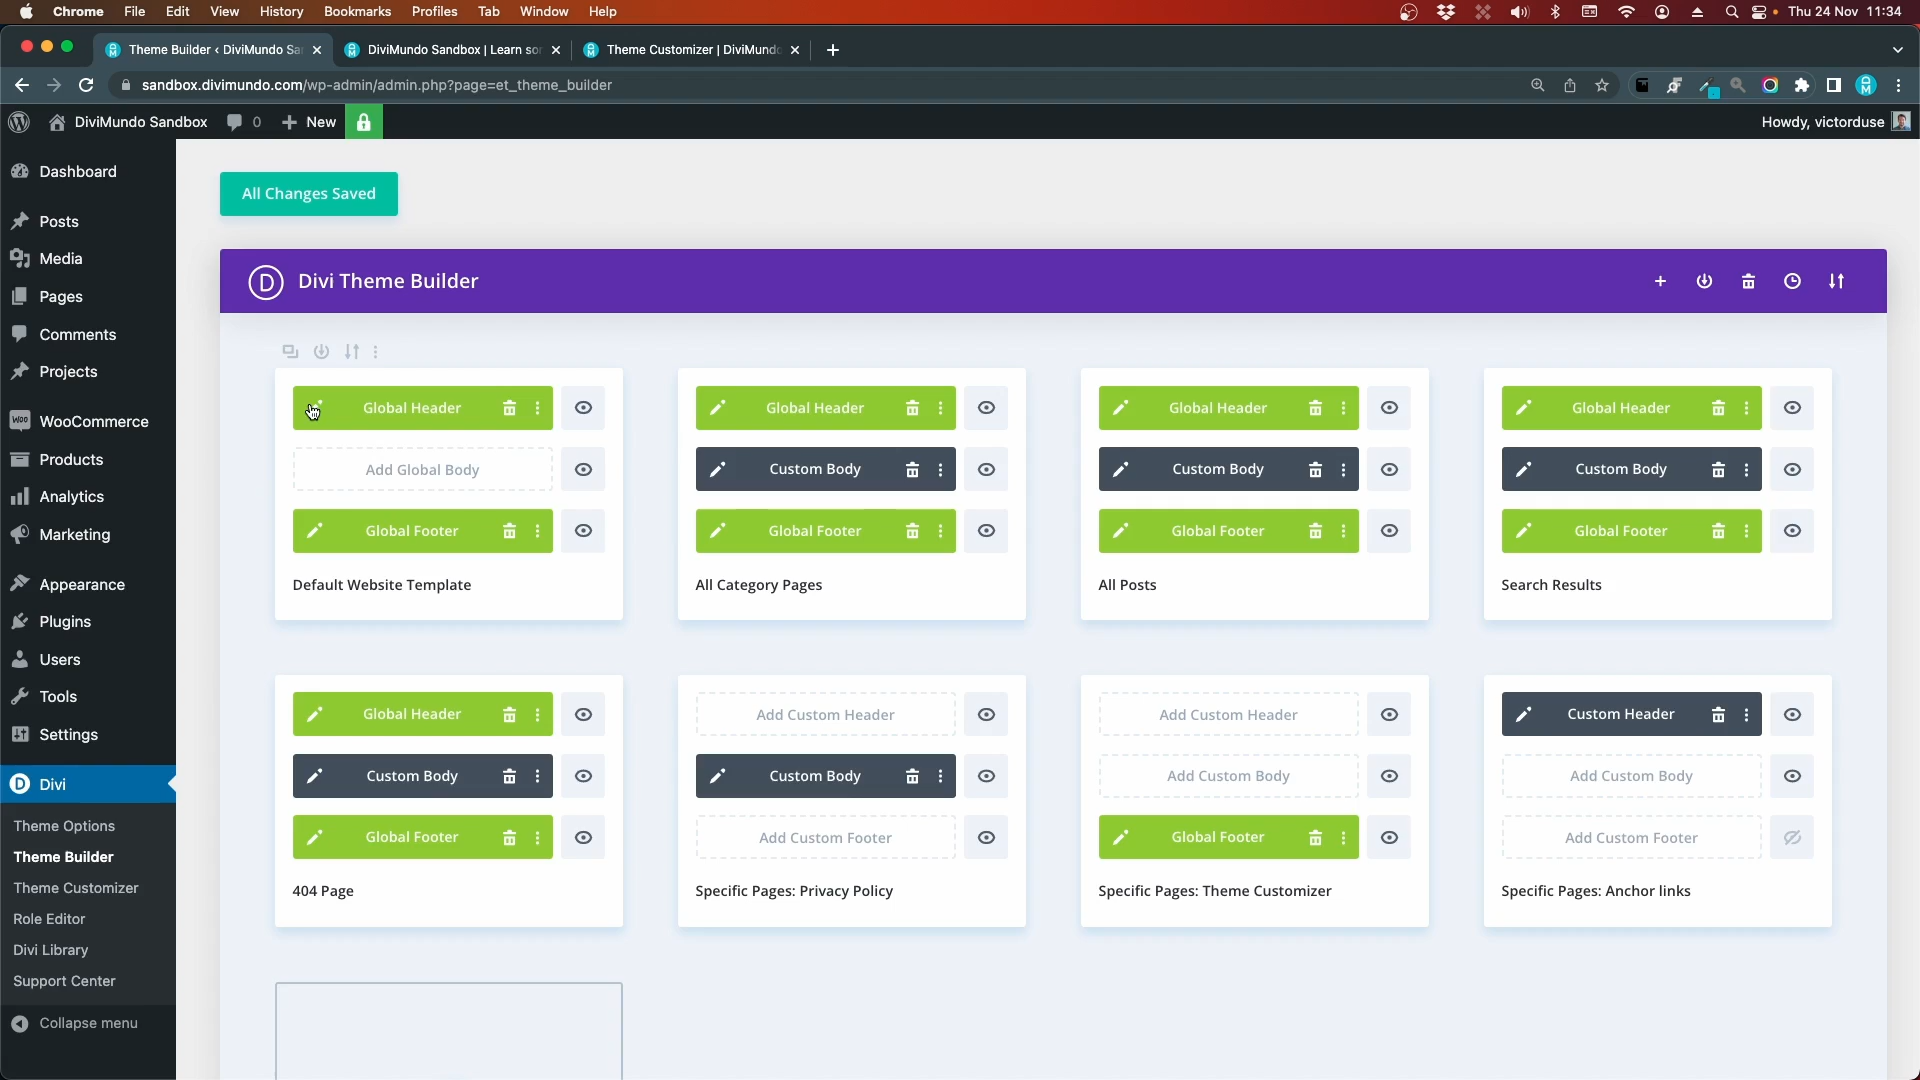 Chrome File Edit View History Bookmarks Profiles Tab Window Help Thu 24 Nov 11:34
Theme Builder ‹ DiviMundo Sa DiviMundo Sandbox | Learn so Theme Customizer | DiviMund
sandbox.divimundo.com/wp-admin/admin.php?page=et_theme_builder
DiviMundo Sandbox 0 New Howdy, victorduse
Dashboard
Posts
Media
Pages
Comments
Projects
WooCommerce
Products
Analytics
Marketing
Appearance
Plugins
Users
Tools
Settings
Divi
Theme Options
Theme Builder
Theme Customizer
Role Editor
Divi Library
Support Center
Collapse menu
All Changes Saved
Divi Theme Builder
Global Header
Add Global Body
Global Footer
Default Website Template
Global Header
Custom Body
Global Footer
All Category Pages
Global Header
Custom Body
Global Footer
All Posts
Global Header
Custom Body
Global Footer
Search Results
Global Header
Custom Body
Global Footer
404 Page
Add Custom Header
Custom Body
Add Custom Footer
Specific Pages: Privacy Policy
Add Custom Header
Add Custom Body
Global Footer
Specific Pages: Theme Customizer
Custom Header
Add Custom Body
Add Custom Footer
Specific Pages: Anchor links